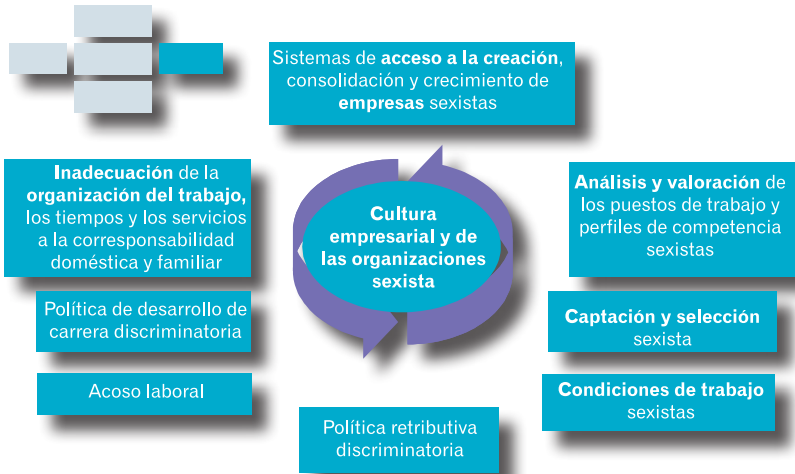 Sistemas de acceso a la creación,
consolidación y crecimiento de
empresas sexistas
Inadecuación de la
organización del trabajo,
los tiempos y los servicios
a la corresponsabilidad
doméstica y familiar
Cultura
empresarial y de
las organizaciones
sexista
Análisis y valoración de
los puestos de trabajo y
perfiles de competencia
sexistas
Política de desarrollo de
carrera discriminatoria
Captación y selección
sexista
Acoso laboral
Condiciones de trabajo
sexistas
Política retributiva
discriminatoria